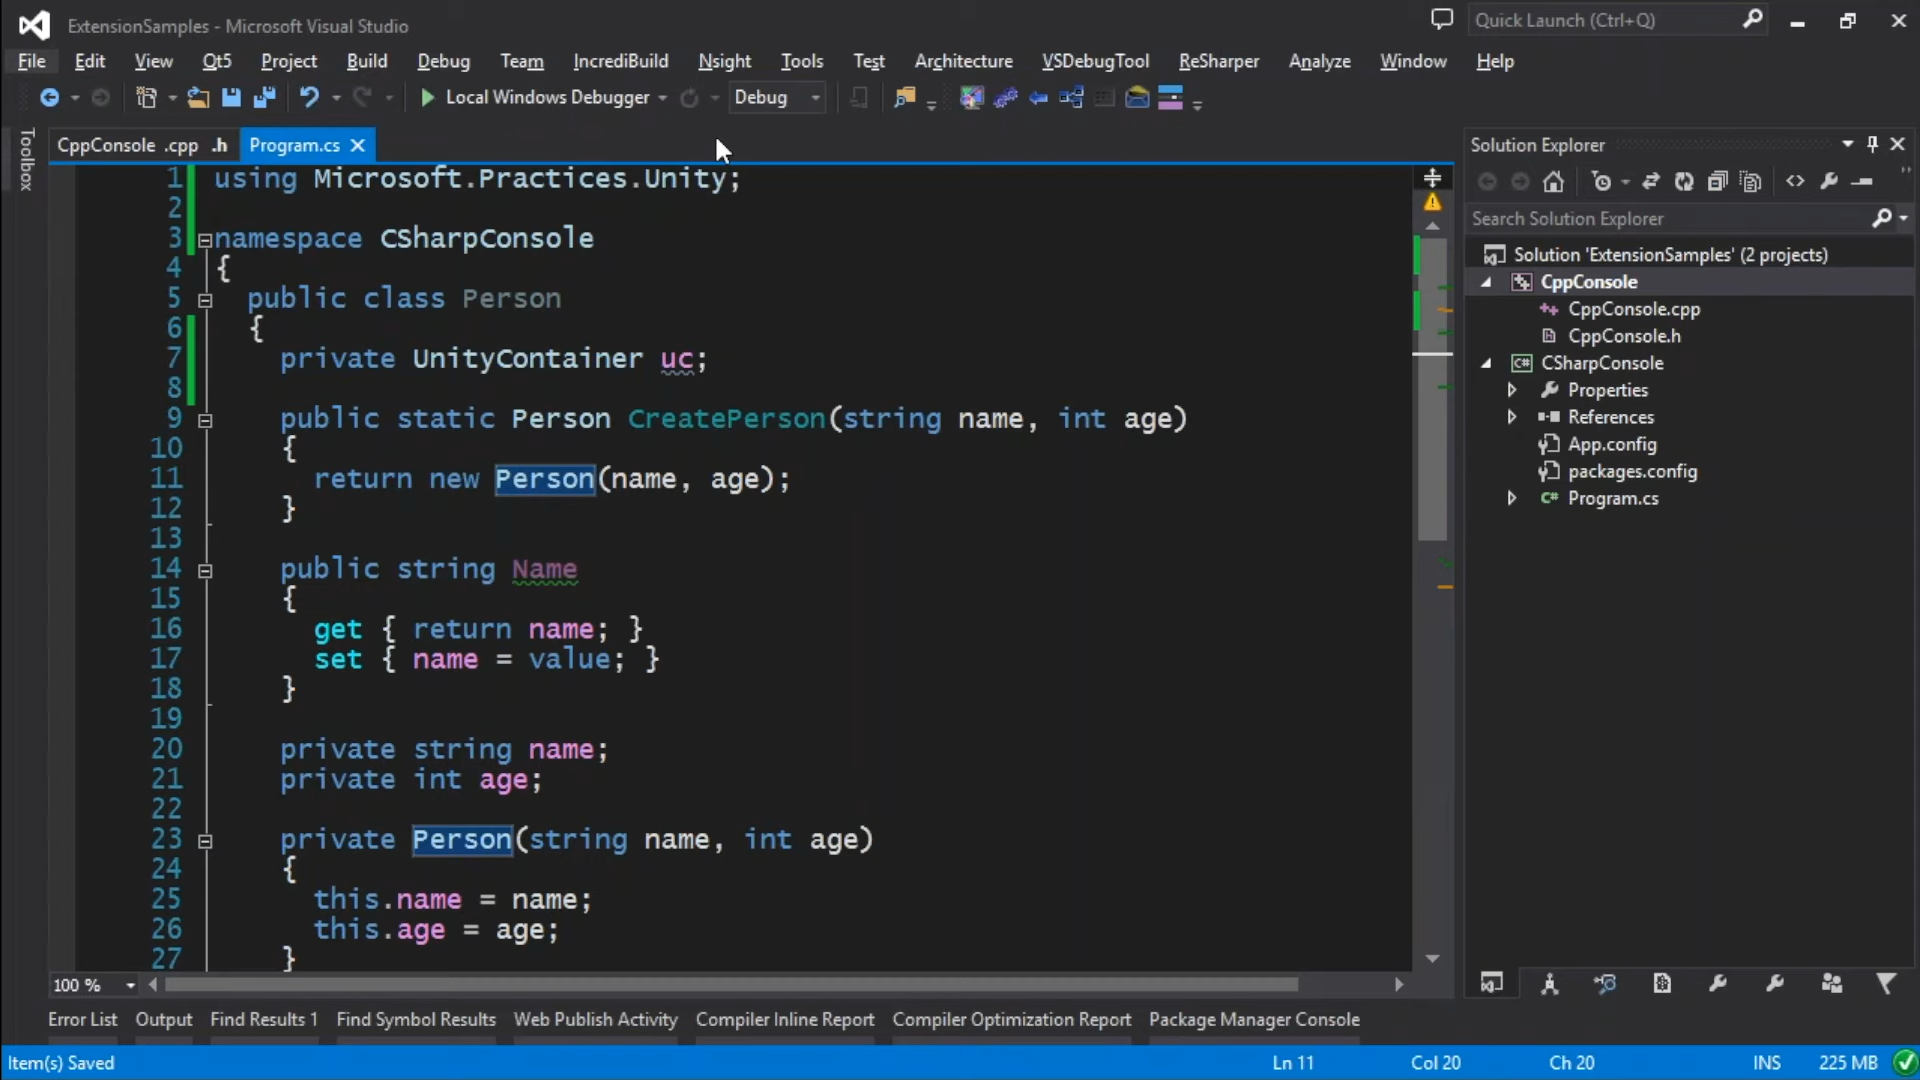 ExtensionSamples - Microsoft Visual Studio
Quick Launch (Ctrl+Q)
File Edit View Qt5 Project Build Debug Team IncrediBuild Nsight Tools Test Architecture VSDebugTool ReSharper Analyze Window Help
Local Windows Debugger Debug
Toolbox
CppConsole .cpp .h Program.cs
1 using Microsoft.Practices.Unity;
2
3 namespace CSharpConsole
4 {
5 public class Person
6 {
7 private UnityContainer uc;
8
9 public static Person CreatePerson(string name, int age)
10 {
11 return new Person(name, age);
12 }
13
14 public string Name
15 {
16 get { return name; }
17 set { name = value; }
18 }
19
20 private string name;
21 private int age;
22
23 private Person(string name, int age)
24 {
25 this.name = name;
26 this.age = age;
27 }
100 %
Solution Explorer
Search Solution Explorer
Solution 'ExtensionSamples' (2 projects)
CppConsole
CppConsole.cpp
CppConsole.h
C# CSharpConsole
Properties
References
App.config
packages.config
C# Program.cs
Error List Output Find Results 1 Find Symbol Results Web Publish Activity Compiler Inline Report Compiler Optimization Report Package Manager Console
Item(s) Saved Ln 11 Col 20 Ch 20 INS 225 MB